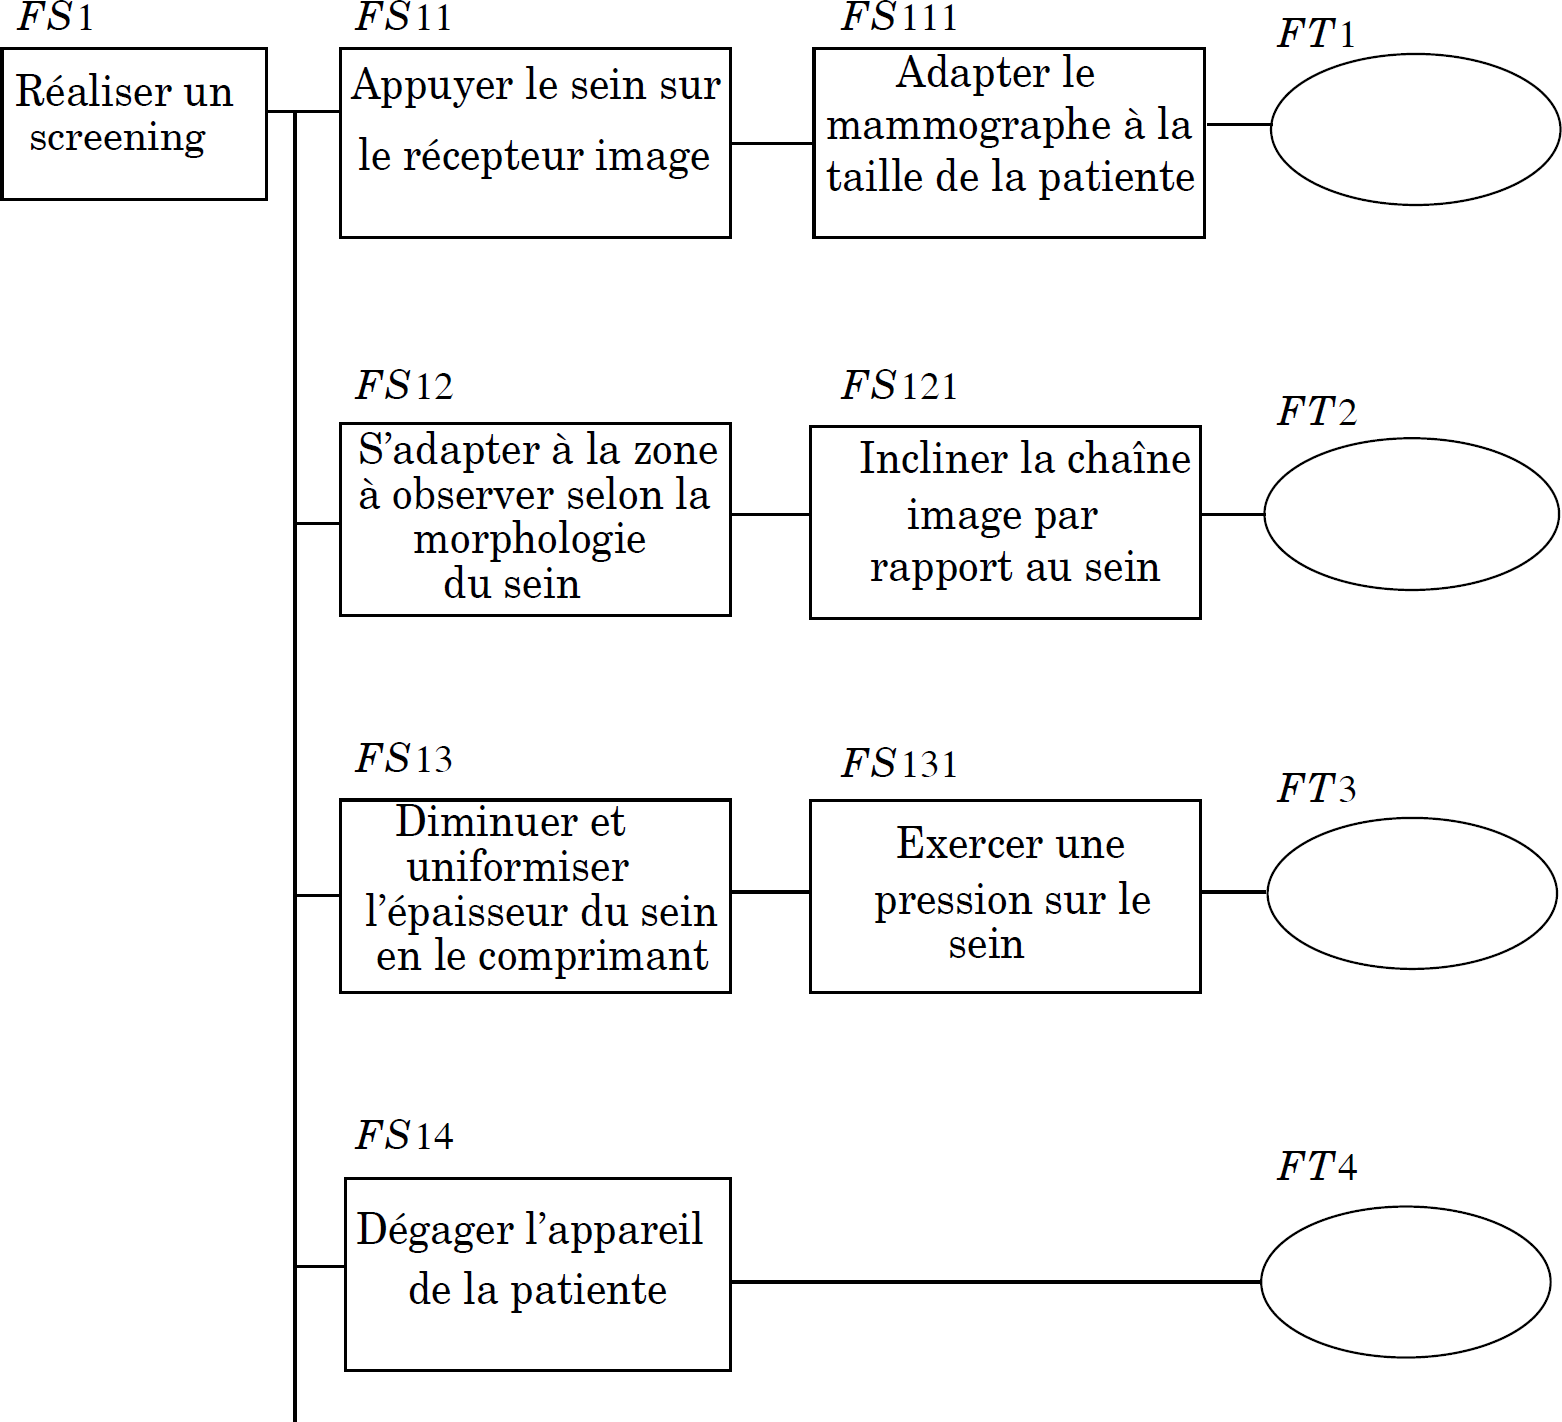 FS1
Réaliser un
screening
FS11
Appuyer le sein sur
le récepteur image
FS111
Adapter le
mammographe à la
taille de la patiente
FT1
FS12
S'adapter à la zone
à observer selon la
morphologie
du sein
FS121
Incliner la chaîne
image par
rapport au sein
FT2
FS13
Diminuer et
uniformiser
l'épaisseur du sein
en le comprimant
FS131
Exercer une
pression sur le
sein
FT3
FS14
Dégager l'appareil
de la patiente
FT4